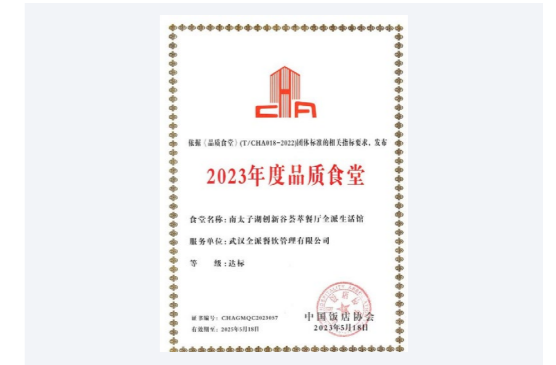 CHA
依据《品质食堂》(T/CHA018-2022)团体标准的相关指标要求，发布
2023年度品质食堂
食堂名称：南太子湖创新谷荟萃餐厅全派生活馆
服务单位：武汉全派餐饮管理有限公司
等 级：达标
证书编号：CHAGMQC2023037
有效期至：2025年5月18日
中国饭店协会
2023年5月18日